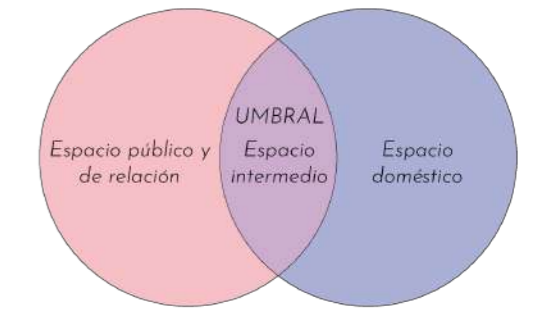 Espacio público y
de relación
UMBRAL
Espacio
intermedio
Espacio
doméstico